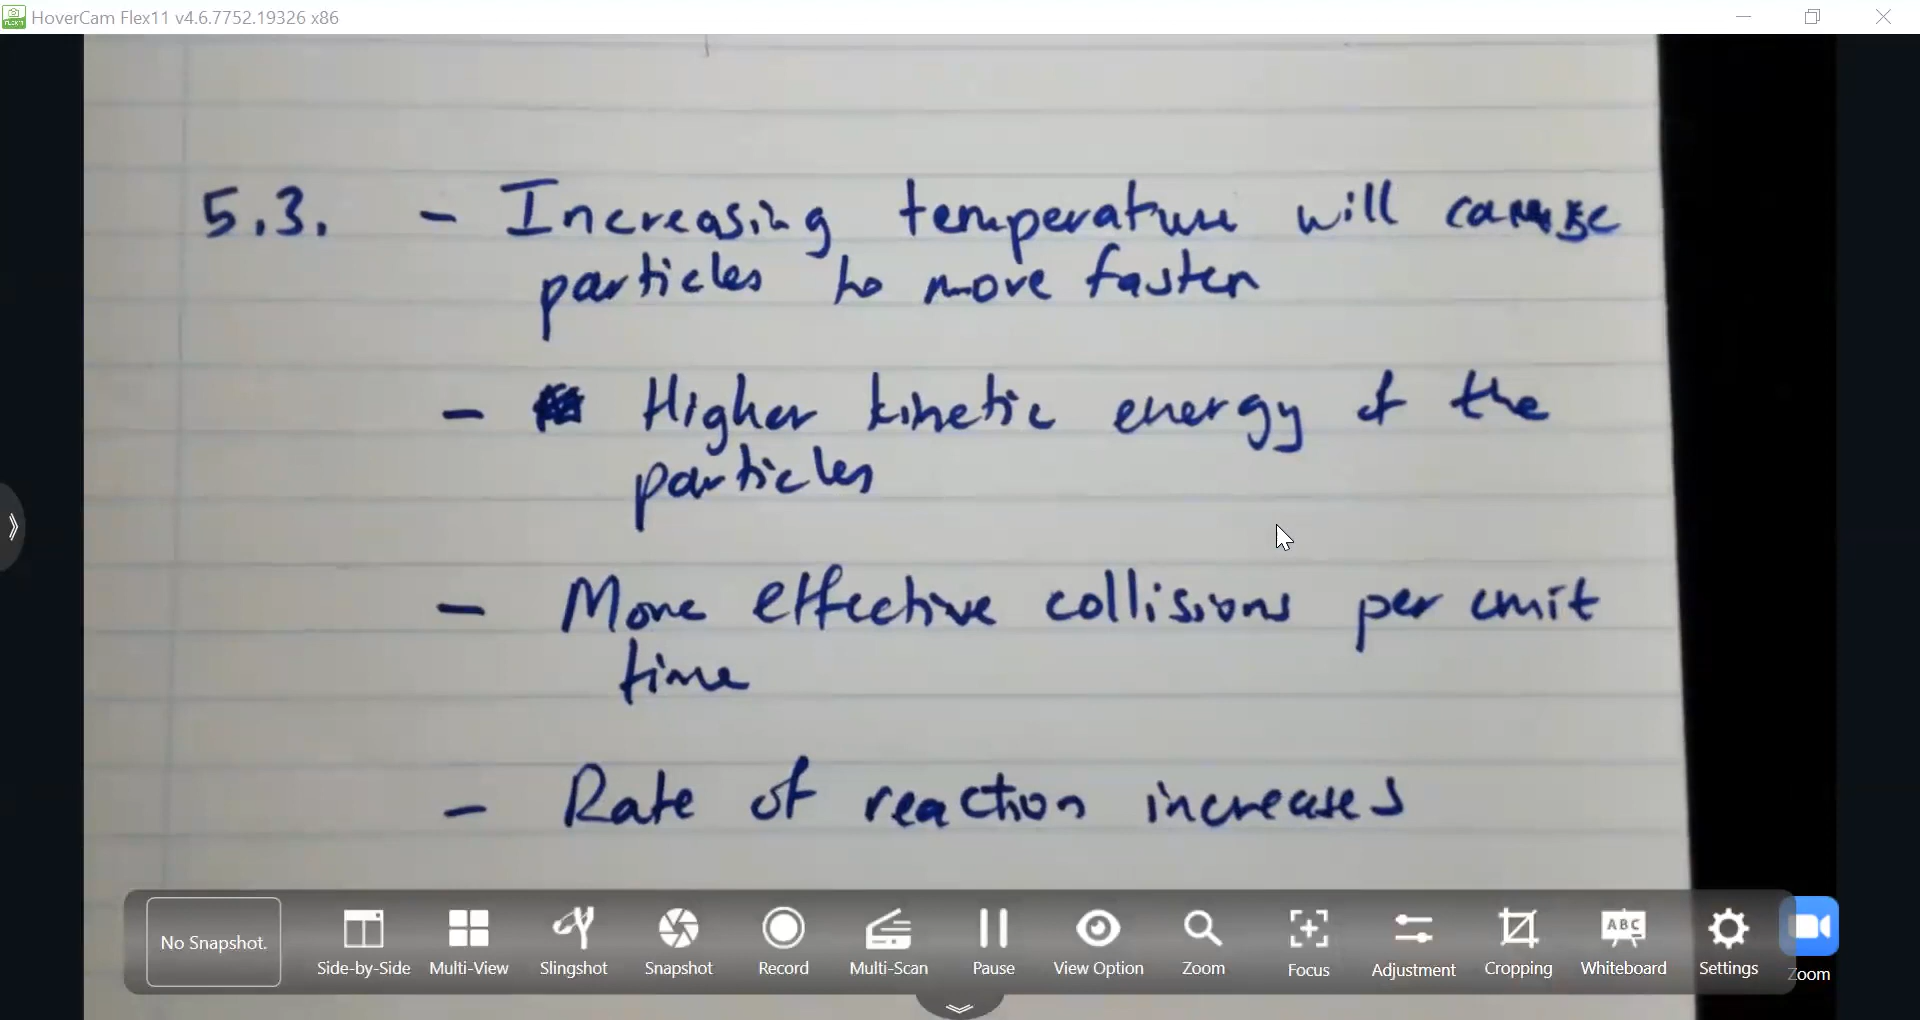 HoverCam Flex11 v4.6.7752.19326 x86
5.3. - Increasing temperature will cause
particles to move faster
- Higher kinetic energy of the
particles
- More effective collisions per unit
time
- Rate of reaction increases
No Snapshot.
Side-by-Side Multi-View Slingshot Snapshot Record Multi-Scan Pause View Option Zoom Focus Adjustment Cropping Whiteboard Settings Zoom
ABC